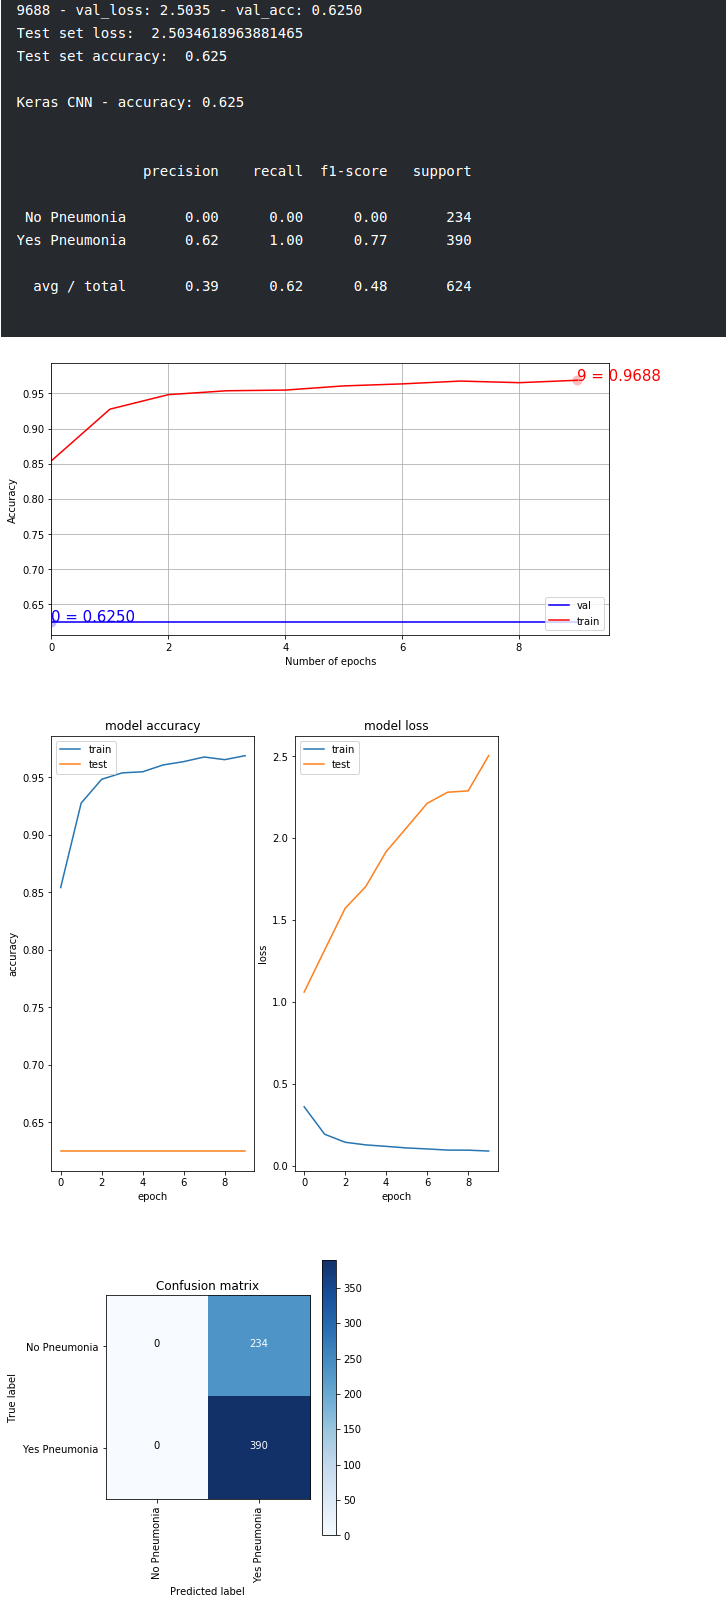 9688 - val_loss: 2.5035 - val_acc: 0.6250
Test set loss:  2.5034618963881465
Test set accuracy:  0.625
Keras CNN - accuracy: 0.625
precision    recall  f1-score   support
No Pneumonia       0.00      0.00      0.00       234
Yes Pneumonia       0.62      1.00      0.77       390
avg / total       0.39      0.62      0.48       624
9 = 0.9688
0.95
0.90
0.85
0.80
0.75
0.70
0.65
Accuracy
0 = 0.6250
val
train
0 2 4 6 8
Number of epochs
model accuracy
train
test
0.95
0.90
0.85
0.80
0.75
0.70
0.65
accuracy
0 2 4 6 8
epoch
model loss
train
test
2.5
2.0
1.5
1.0
0.5
0.0
loss
0 2 4 6 8
epoch
Confusion matrix
No Pneumonia 0 234
Yes Pneumonia 0 390
True label
No Pneumonia
Yes Pneumonia
Predicted label
350
300
250
200
150
100
50
0